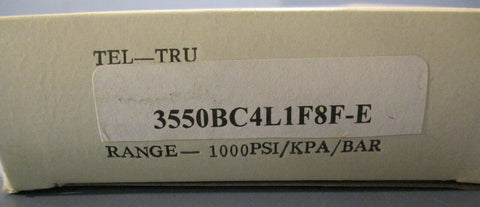 TEL—TRU
3550BC4L1F8F-E
RANGE— 1000PSI/KPA/BAR